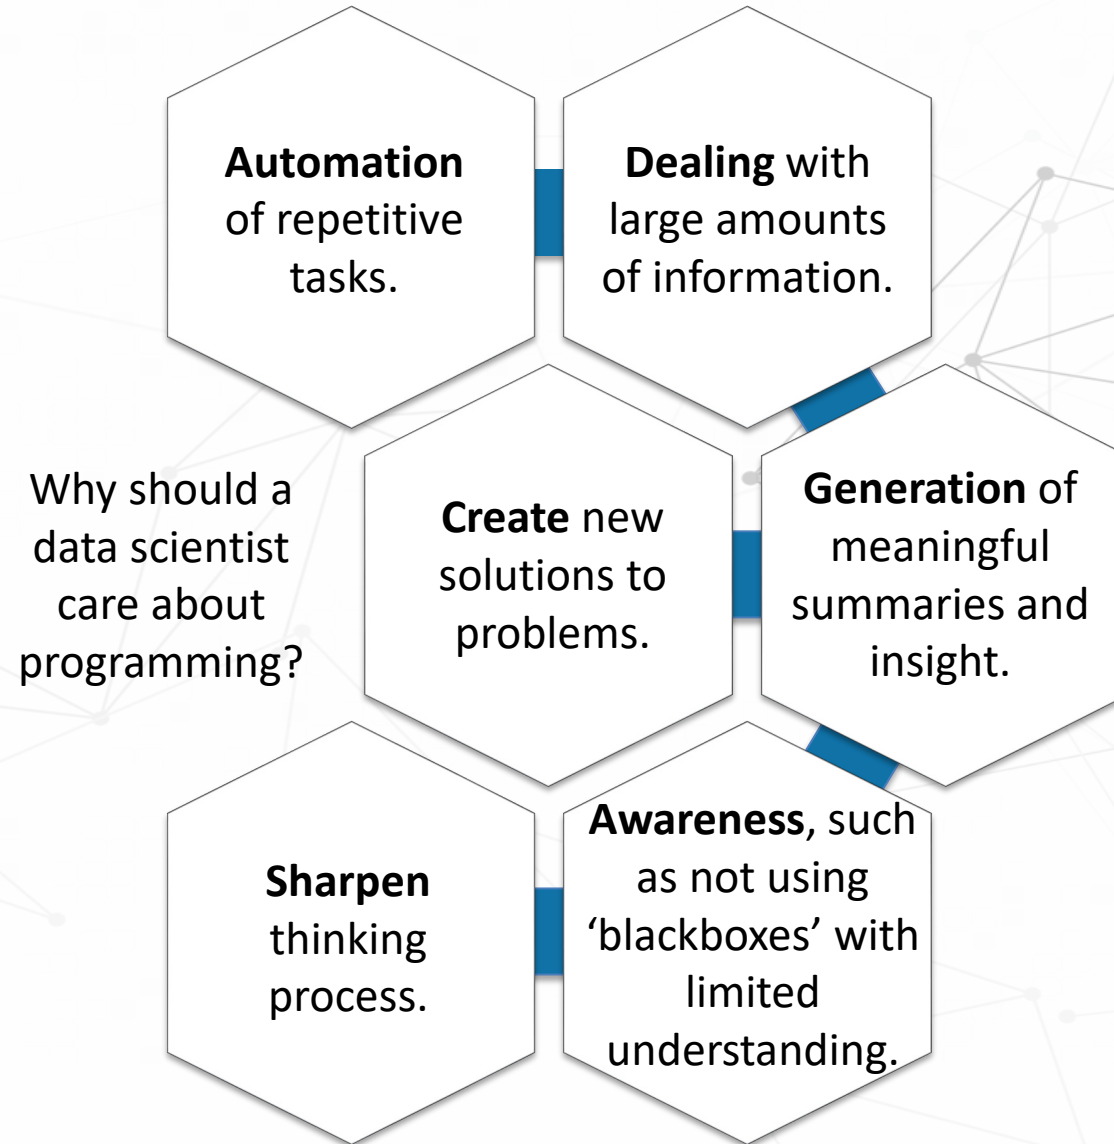 Automation
of repetitive
tasks.
Dealing with
large amounts
of information.
Why should a
data scientist
care about
programming?
Create new
solutions to
problems.
Generation of
meaningful
summaries and
insight.
Sharpen
thinking
process.
Awareness, such
as not using
‘blackboxes’ with
limited
understanding.